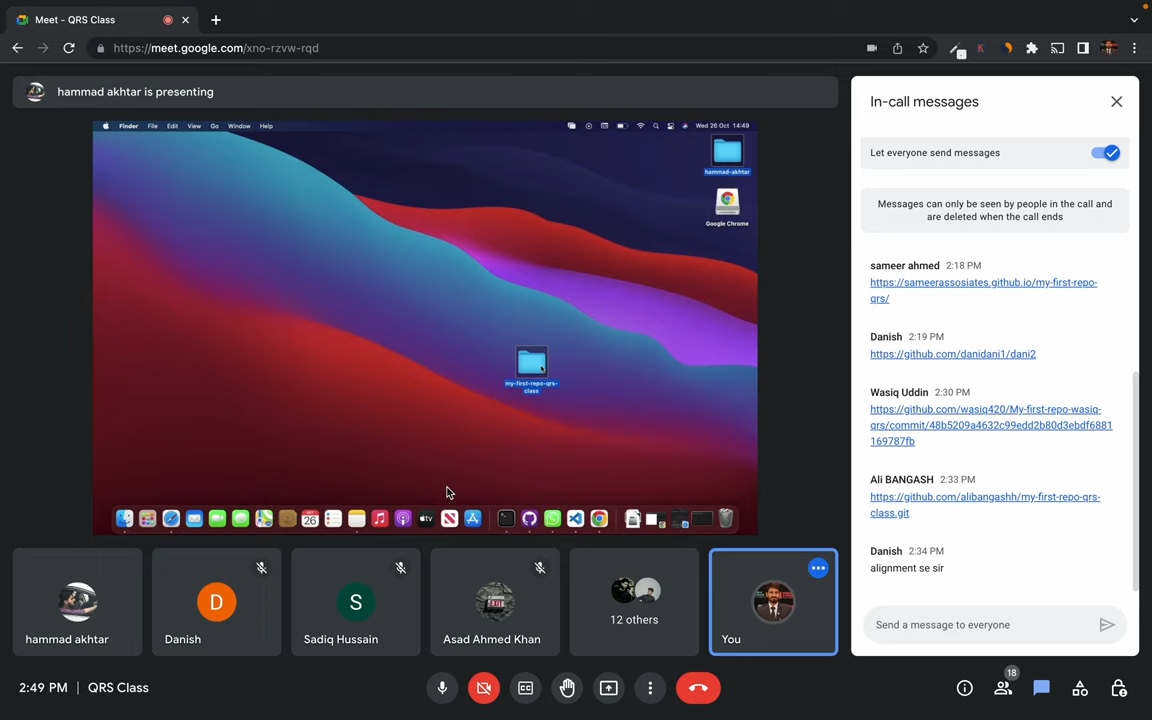 Meet - QRS Class
https://meet.google.com/xno-rzvw-rqd
hammad akhtar is presenting
Finder File Edit View Go Window Help
Wed 26 Oct 14:49
hammad-akhtar
Google Chrome
my-first-repo-qrs-
class
OCT
26
tv
hammad akhtar
D
Danish
S
Sadiq Hussain
EXIT
Asad Ahmed Khan
12 others
You
In-call messages
Let everyone send messages
Messages can only be seen by people in the call and
are deleted when the call ends
sameer ahmed 2:18 PM
https://sameerassosiates.github.io/my-first-repo-
qrs/
Danish 2:19 PM
https://github.com/danidani1/dani2
Wasiq Uddin 2:30 PM
https://github.com/wasiq420/My-first-repo-wasiq-
qrs/commit/48b5209a4632c99edd2b80d3ebdf6881
169787fb
Ali BANGASH 2:33 PM
https://github.com/alibangashh/my-first-repo-qrs-
class.git
Danish 2:34 PM
alignment se sir
Send a message to everyone
2:49 PM | QRS Class
CC
18